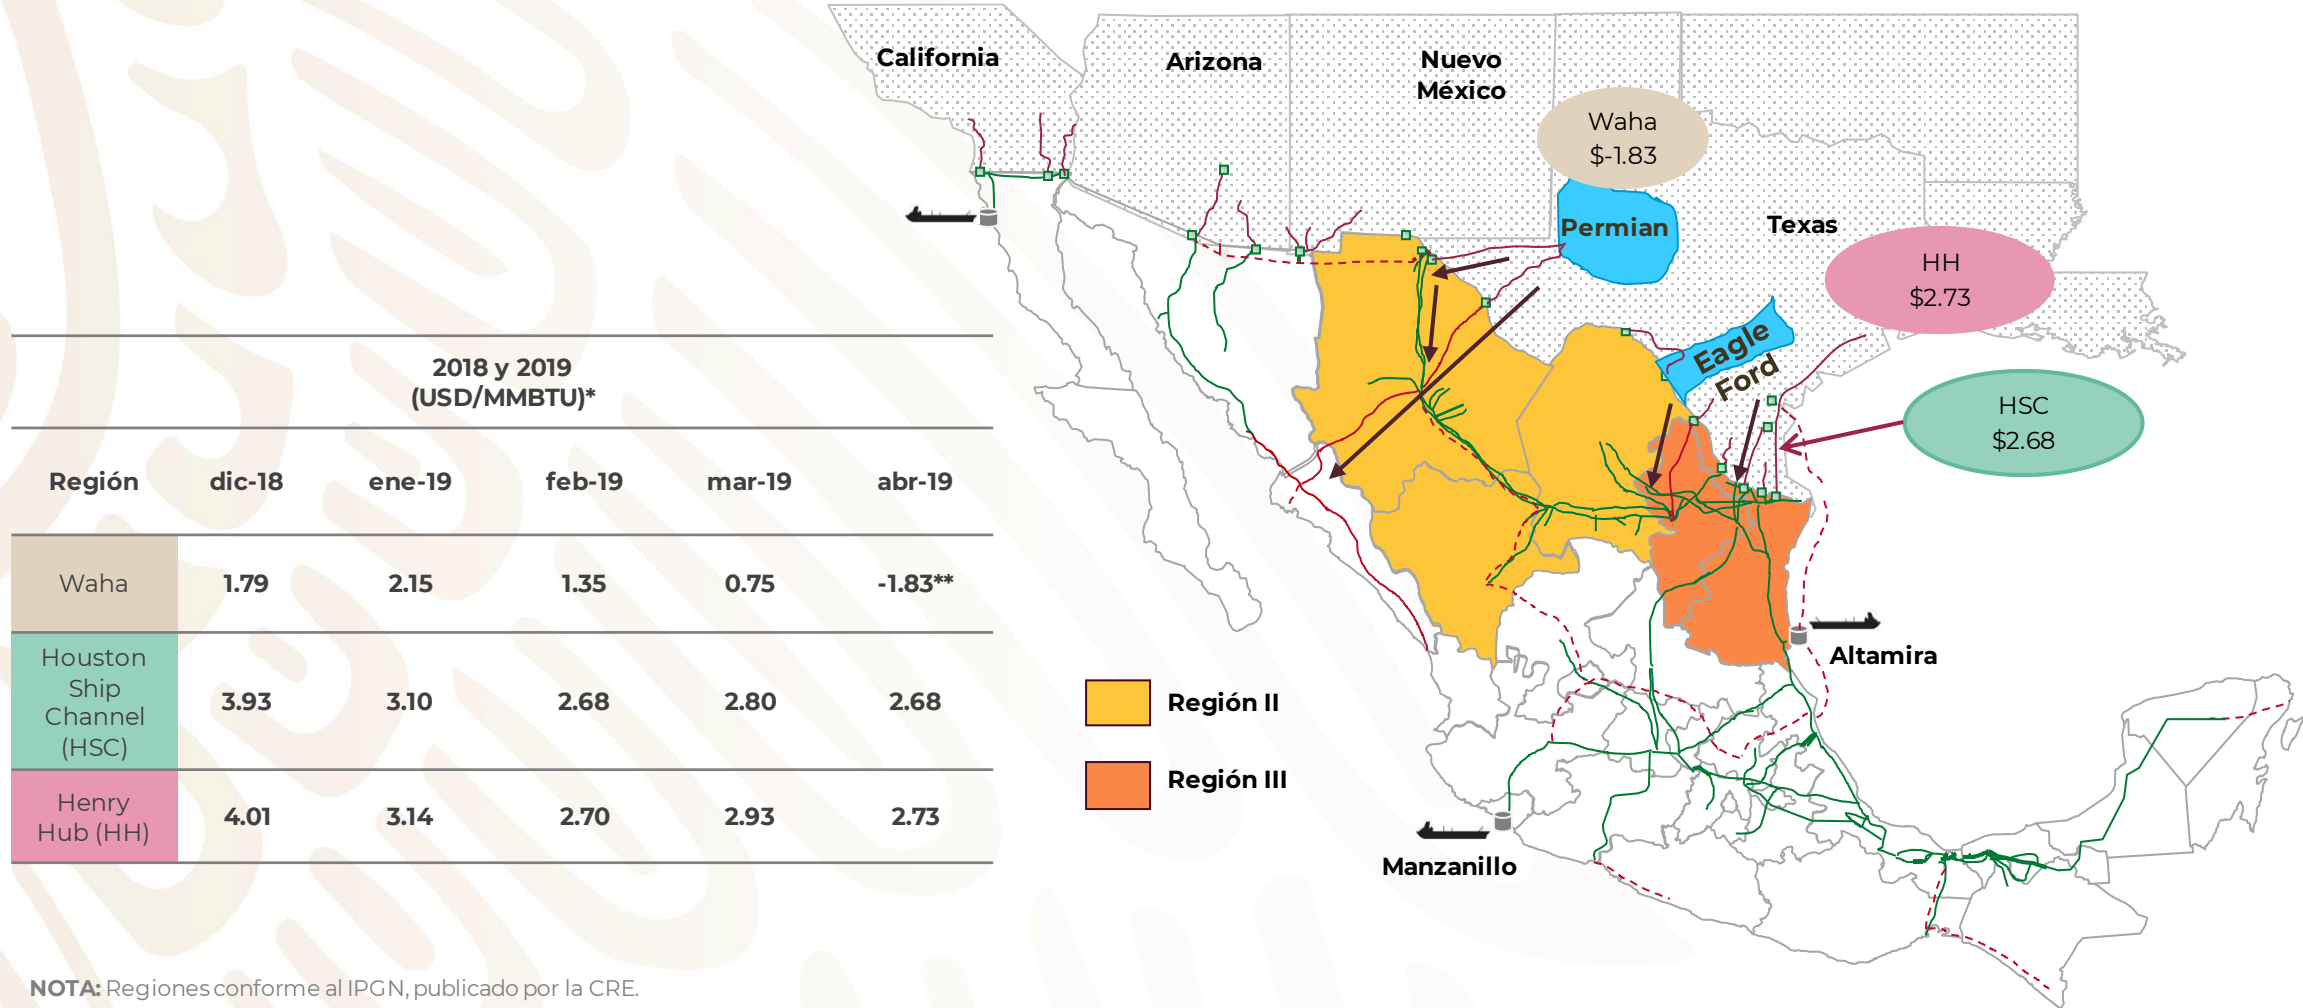 California
Arizona
Nuevo
México
Waha
$-1.83
Permian
Texas
HH
$2.73
Eagle
Ford
HSC
$2.68
2018 y 2019
(USD/MMBTU)*
Región dic-18 ene-19 feb-19 mar-19 abr-19
Waha 1.79 2.15 1.35 0.75 -1.83**
Houston
Ship
Channel
(HSC)
3.93 3.10 2.68 2.80 2.68
Henry
Hub (HH)
4.01 3.14 2.70 2.93 2.73
Región II
Región III
Altamira
Manzanillo
NOTA: Regiones conforme al IPGN, publicado por la CRE.